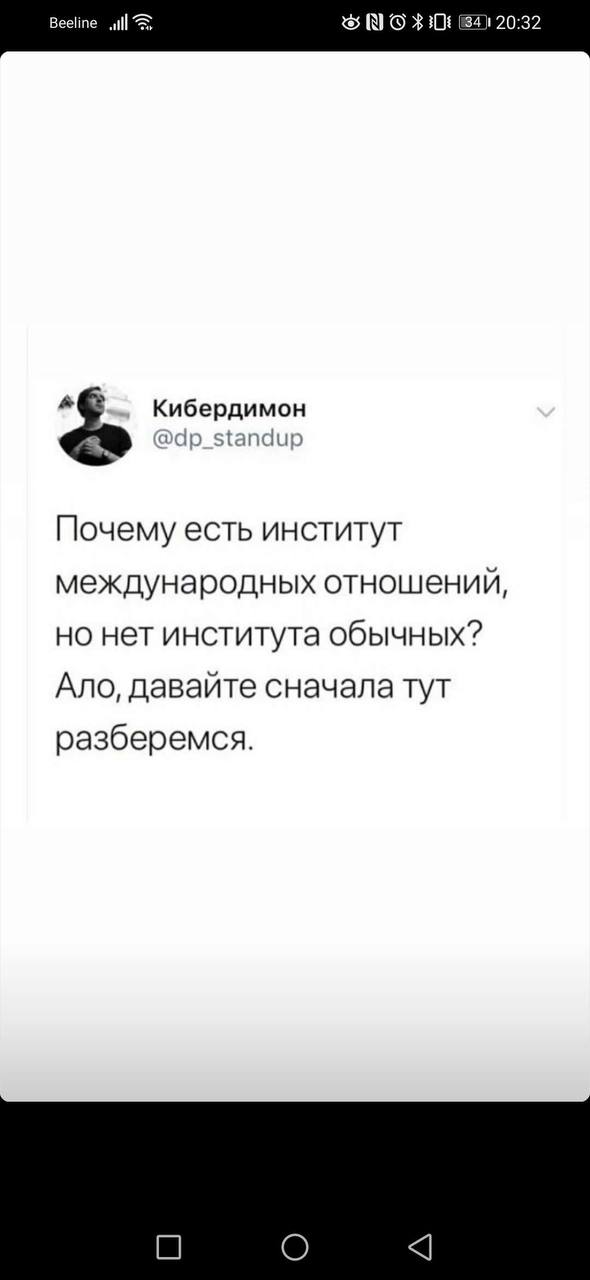 Beeline 34 20:32
Кибердимон
@dp_standup
Почему есть институт
международных отношений,
но нет института обычных?
Ало, давайте сначала тут
разберемся.